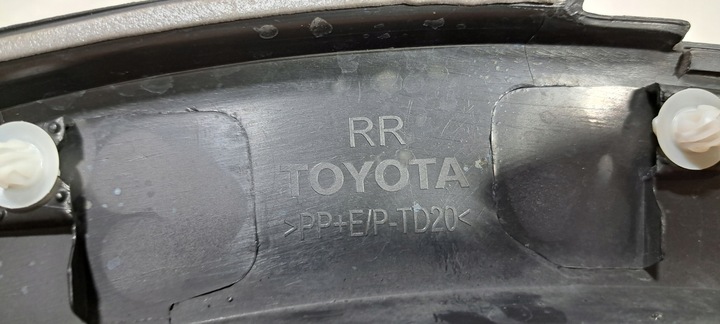 RR
TOYOTA
>PP+E/P-TD20<